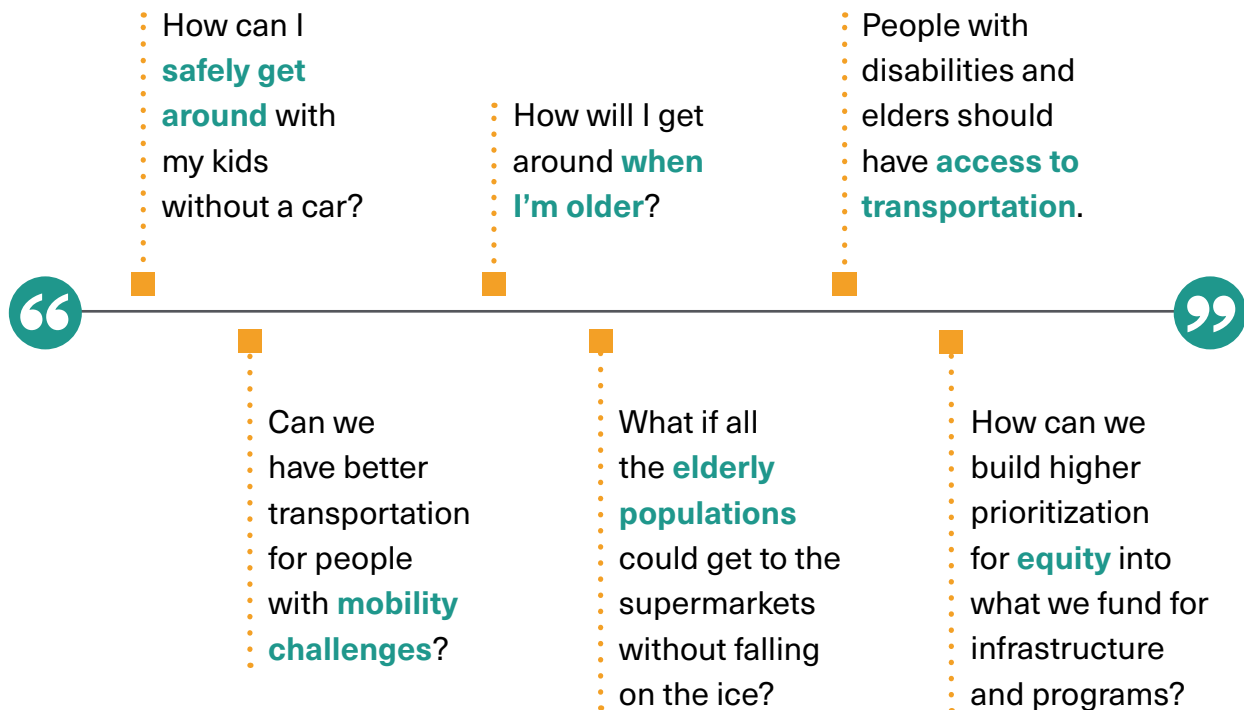 How can I
safely get
around with
my kids
without a car?
How will I get
around when
I’m older?
People with
disabilities and
elders should
have access to
transportation.
“
”
Can we
have better
transportation
for people
with mobility
challenges?
What if all
the elderly
populations
could get to the
supermarkets
without falling
on the ice?
How can we
build higher
prioritization
for equity into
what we fund for
infrastructure
and programs?